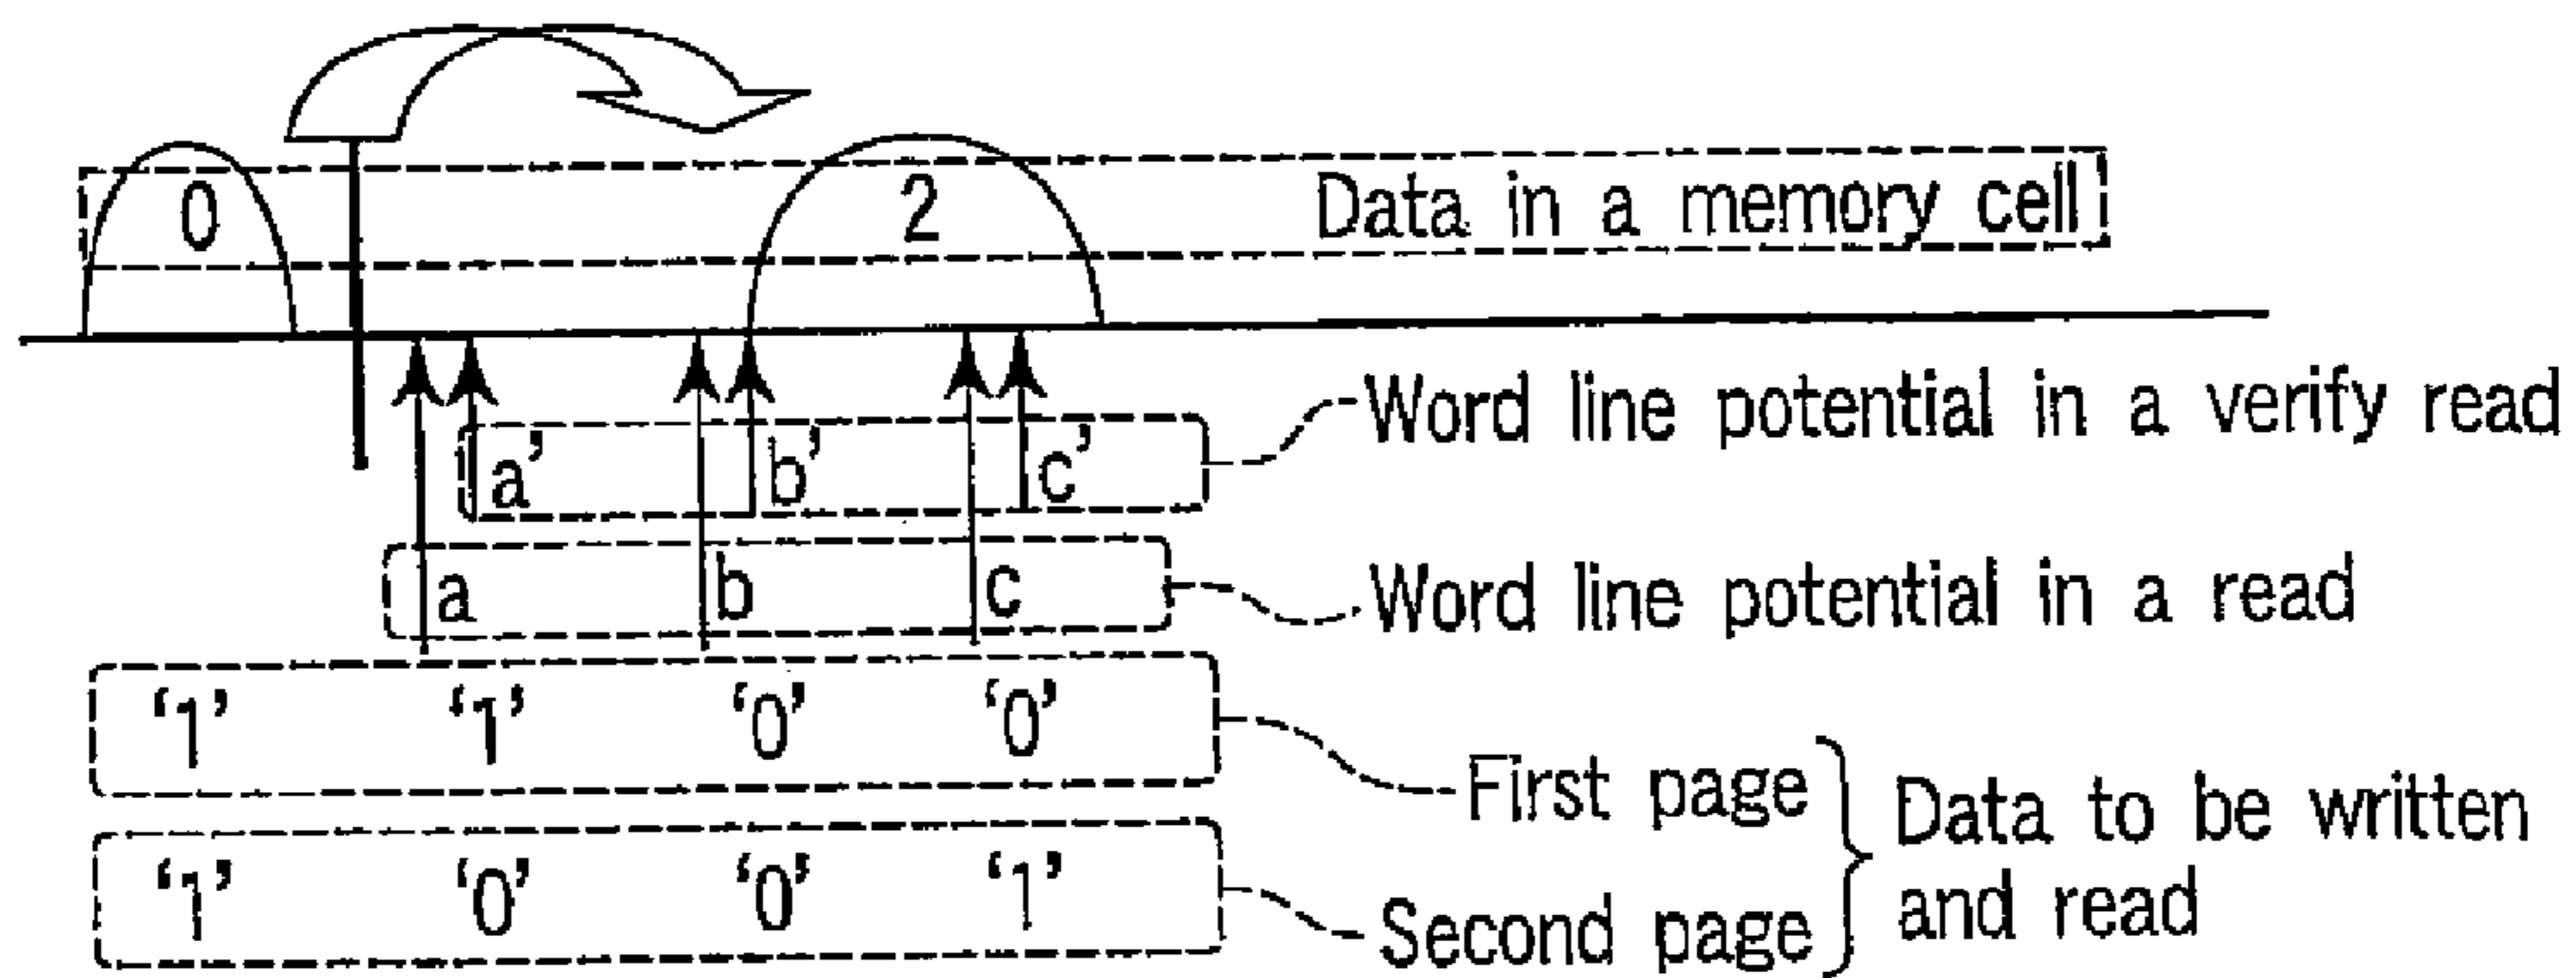 0 2 Data in a memory cell
a' b' c' Word line potential in a verify read
a b c Word line potential in a read
'1' '1' '0' '0' First page
'1' '0' '0' '1' Second page
Data to be written
and read